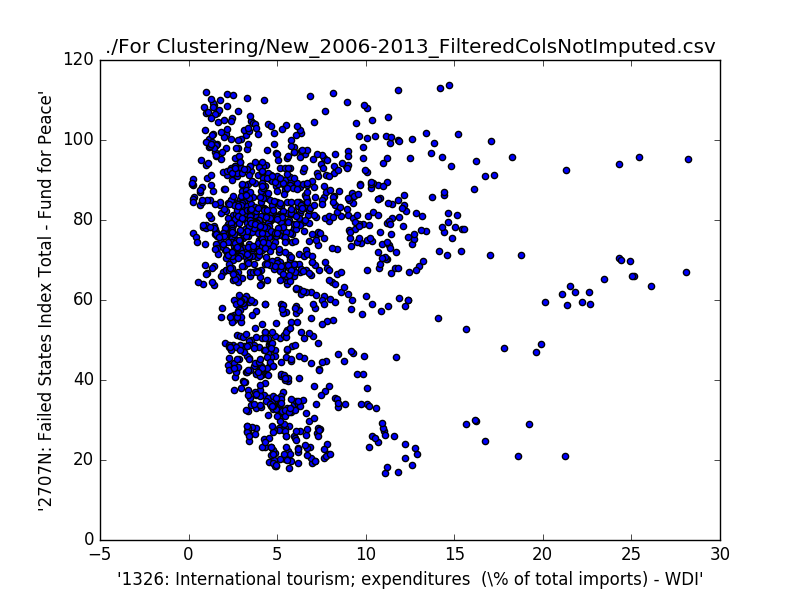 ./For Clustering/New_2006-2013_FilteredColsNotImputed.csv
120
100
80
60
40
20
0
'2707N: Failed States Index Total - Fund for Peace'
−5 0 5 10 15 20 25 30
'1326: International tourism; expenditures  (\% of total imports) - WDI'